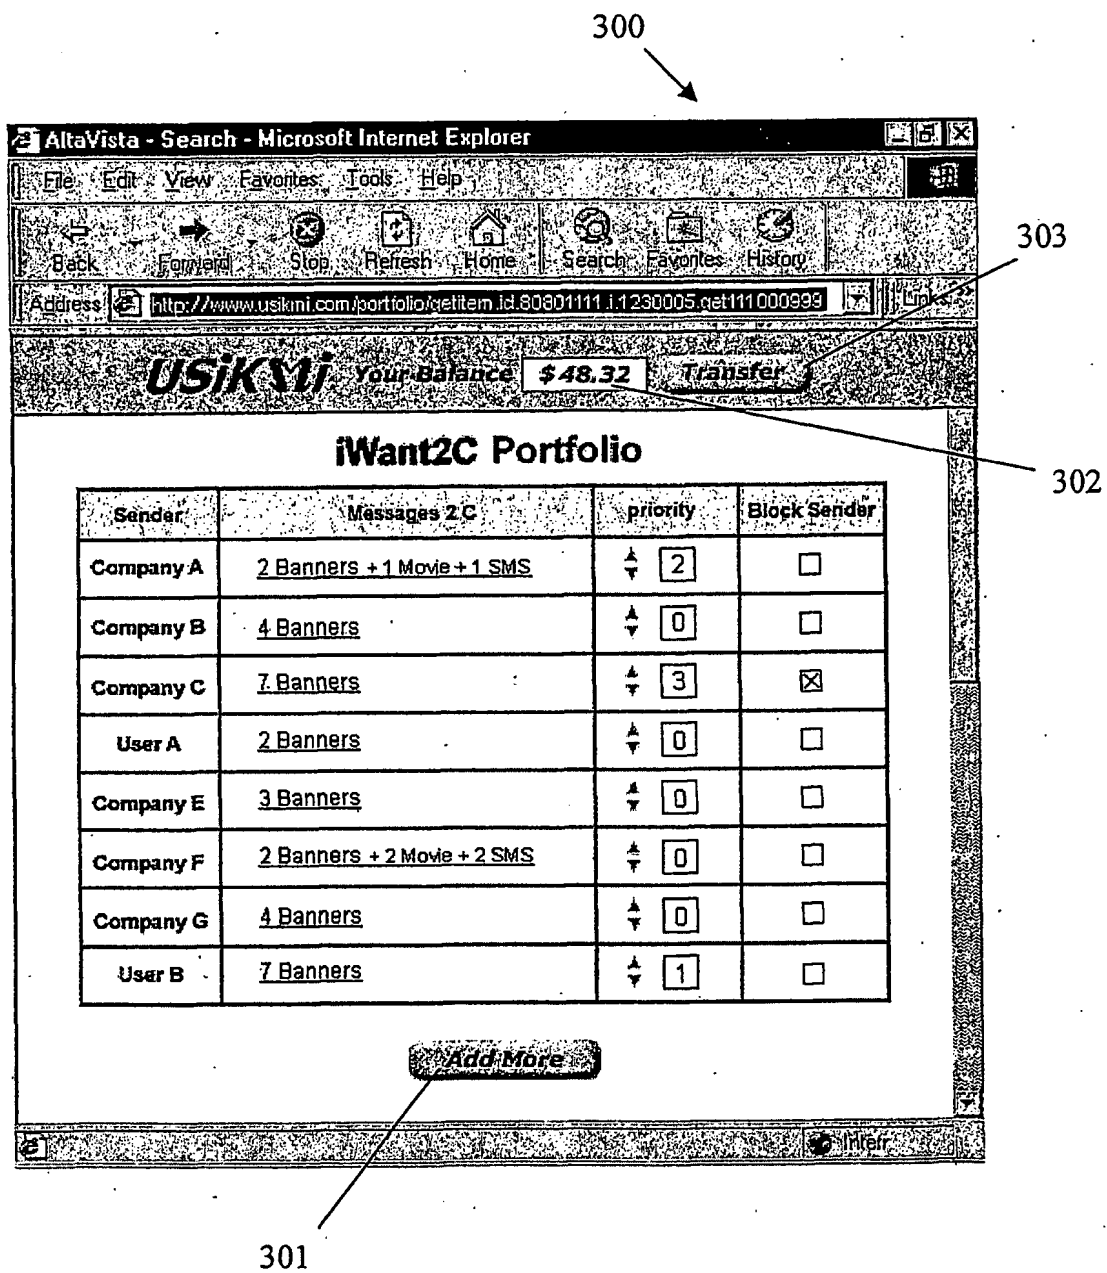 300
AltaVista - Search - Microsoft Internet Explorer
File Edit View Favorites Tools Help
Back Forward Stop Refresh Home Search Favorites History
303
Address http://www.usikmi.com/portfolio/getitem.id.80801111.i.1230005.get111000999 Links
USiKMi Your Balance $48.32 Transfer
iWant2C Portfolio
302
Sender Messages 2 C priority Block Sender
Company A 2 Banners + 1 Movie + 1 SMS 2
Company B 4 Banners 0
Company C 7 Banners 3
User A 2 Banners 0
Company E 3 Banners 0
Company F 2 Banners + 2 Movie + 2 SMS 0
Company G 4 Banners 0
User B 7 Banners 1
Add More
301